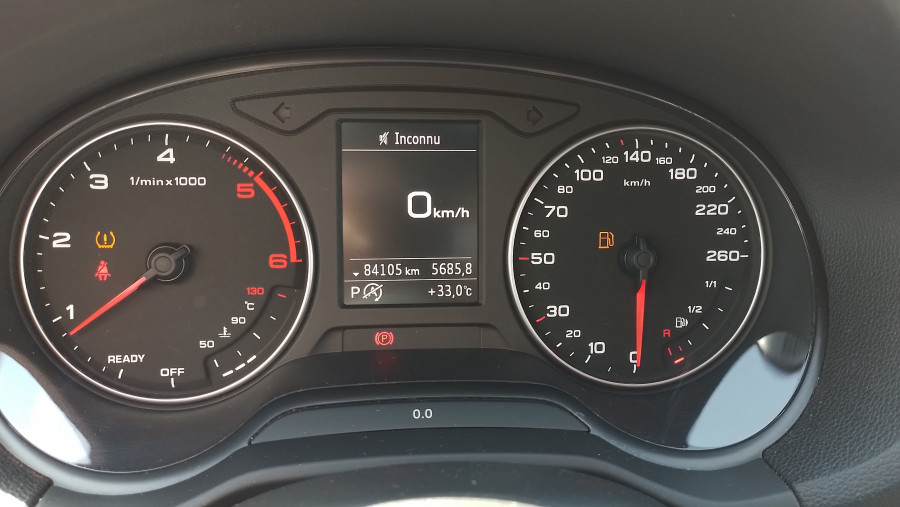 4
3
5
1/min x 1000
2
6
1
130
°C
90
50
READY
OFF
Inconnu
0 km/h
84105 km 5685,8
P A +33,0°C
(P)
0.0
120 140 160
100 180
80 200
km/h
70 220
60 240
50 260
40 1/1
30 1/2
20 R
10 0